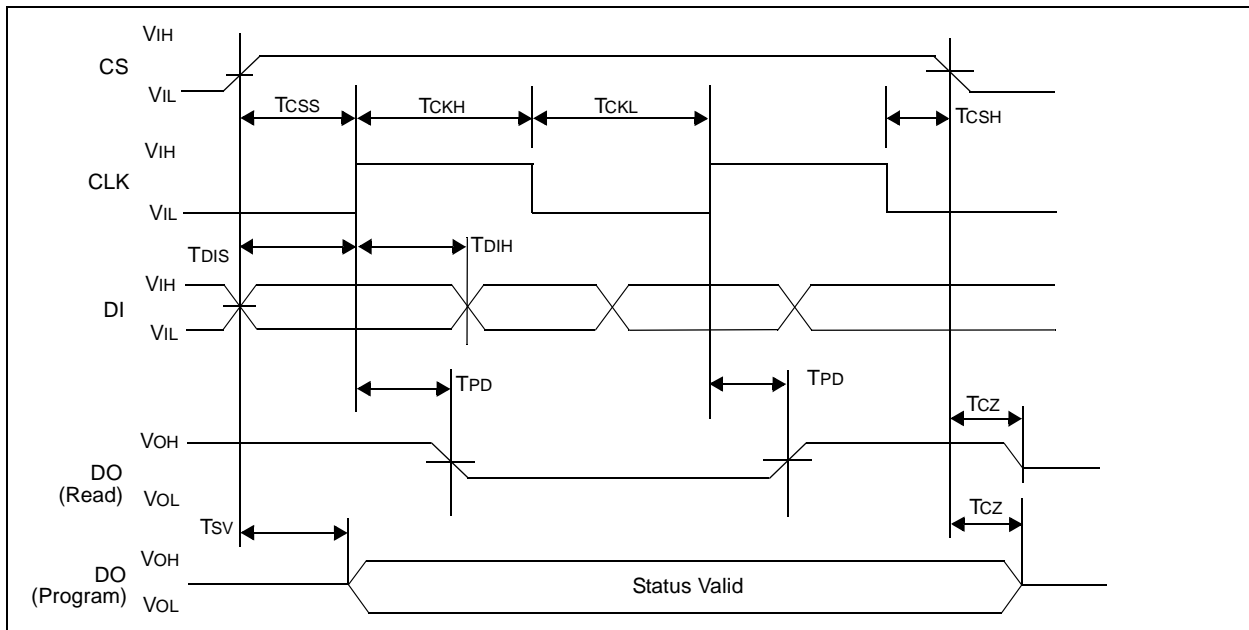 VIH
CS
VIL
TCSS
TCKH
TCKL
TCSH
VIH
CLK
VIL
TDIS
TDIH
VIH
DI
VIL
TPD
TPD
TCZ
VOH
DO
(Read)
VOL
TSV
TCZ
VOH
DO
(Program)
VOL
Status Valid